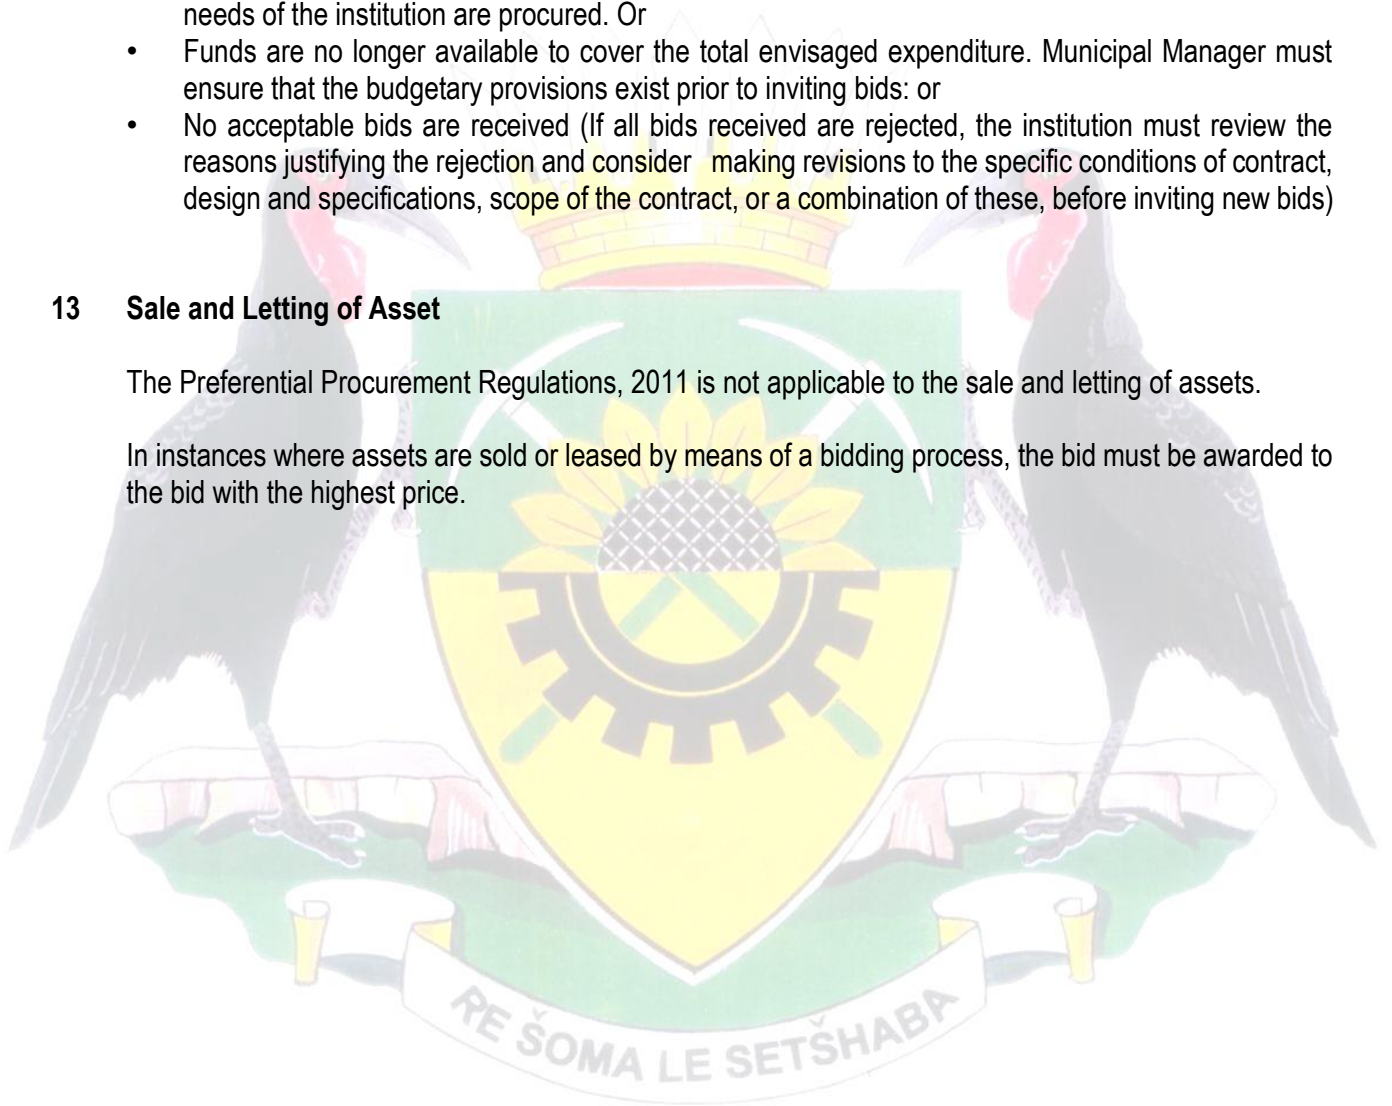 needs of the institution are procured. Or
• Funds are no longer available to cover the total envisaged expenditure. Municipal Manager must
ensure that the budgetary provisions exist prior to inviting bids: or
• No acceptable bids are received (If all bids received are rejected, the institution must review the
reasons justifying the rejection and consider making revisions to the specific conditions of contract,
design and specifications, scope of the contract, or a combination of these, before inviting new bids)
13 Sale and Letting of Asset
The Preferential Procurement Regulations, 2011 is not applicable to the sale and letting of assets.
In instances where assets are sold or leased by means of a bidding process, the bid must be awarded to
the bid with the highest price.
RE ŠOMA LE SETŠHABA